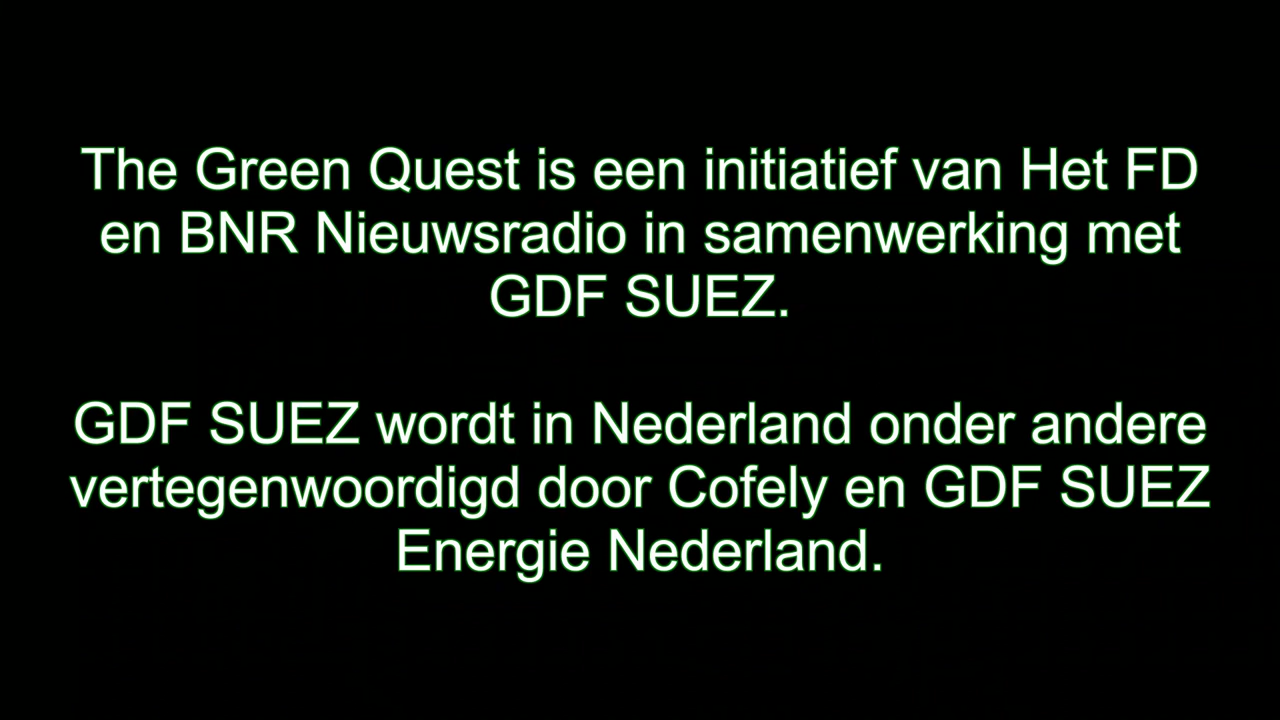 The Green Quest is een initiatief van Het FD
en BNR Nieuwsradio in samenwerking met
GDF SUEZ.
GDF SUEZ wordt in Nederland onder andere
vertegenwoordigd door Cofely en GDF SUEZ
Energie Nederland.